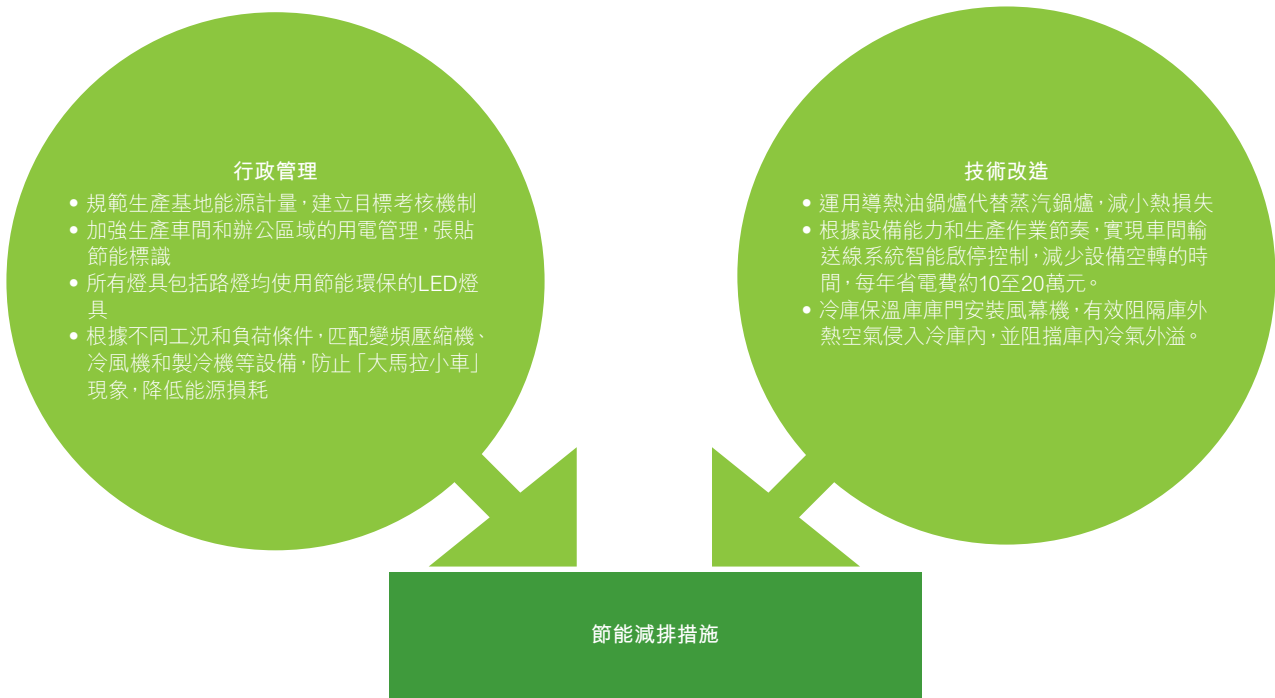 行政管理
• 規範生產基地能源計量，建立目標考核機制
• 加強生產車間和辦公區域的用電管理，張貼
節能標識
• 所有燈具包括路燈均使用節能環保的LED燈
具
• 根據不同工況和負荷條件，匹配變頻壓縮機、
冷風機和製冷機等設備，防止「大馬拉小車」
現象，降低能源損耗
技術改造
• 運用導熱油鍋爐代替蒸汽鍋爐，減小熱損失
• 根據設備能力和生產作業節奏，實現車間輸
送線系統智能啟停控制，減少設備空轉的時
間，每年省電費約10至20萬元。
• 冷庫保溫庫庫門安裝風幕機，有效阻隔庫外
熱空氣侵入冷庫內，並阻擋庫內冷氣外溢。
節能減排措施